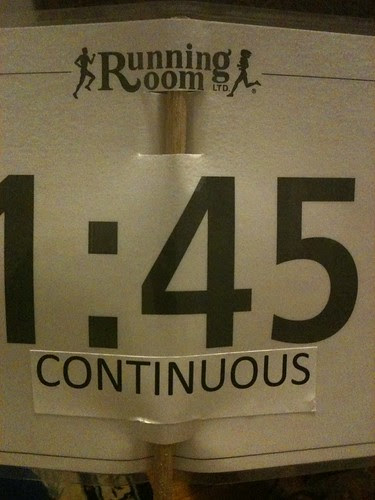 Running
Room LTD. ®
1:45
CONTINUOUS